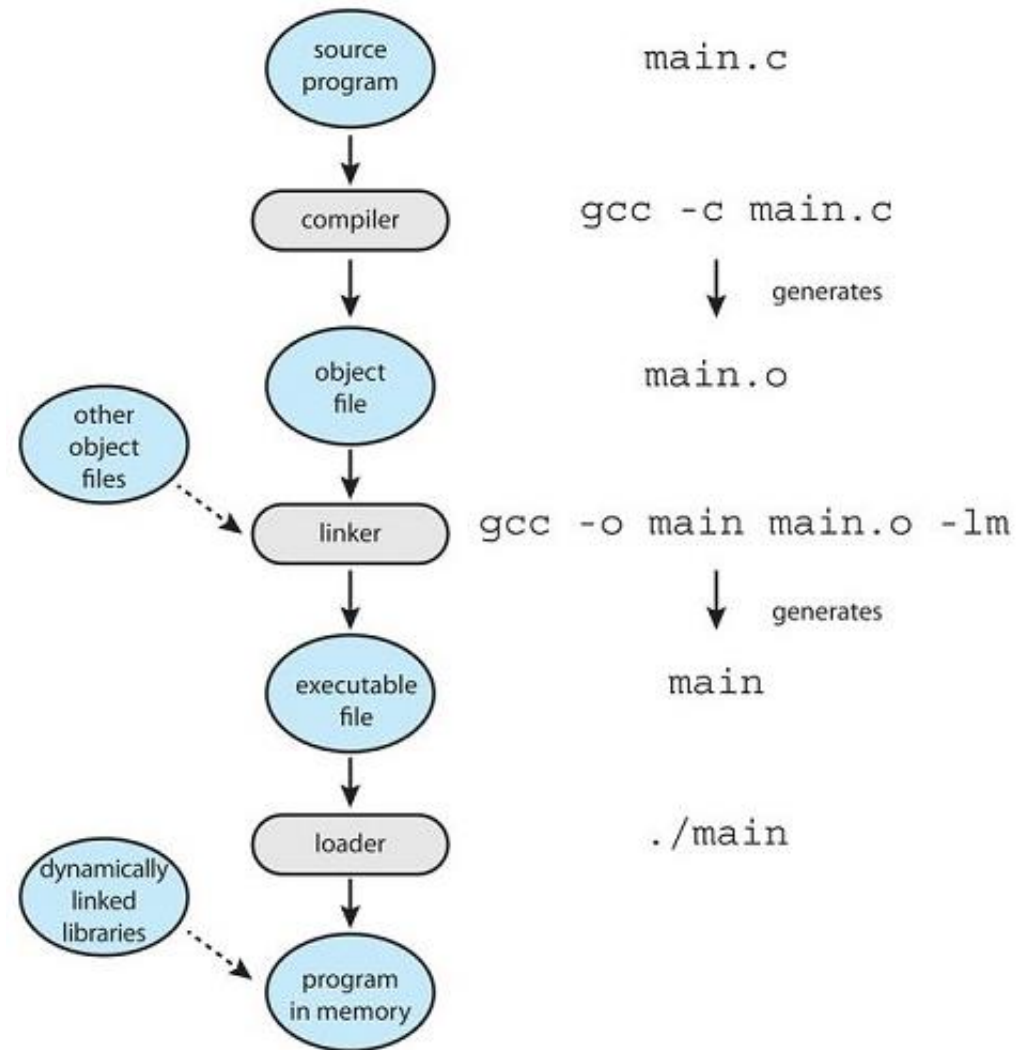 source
program
main.c
compiler
gcc -c main.c
generates
object
file
main.o
other
object
files
linker
gcc -o main main.o -lm
generates
executable
file
main
loader
./main
dynamically
linked
libraries
program
in memory